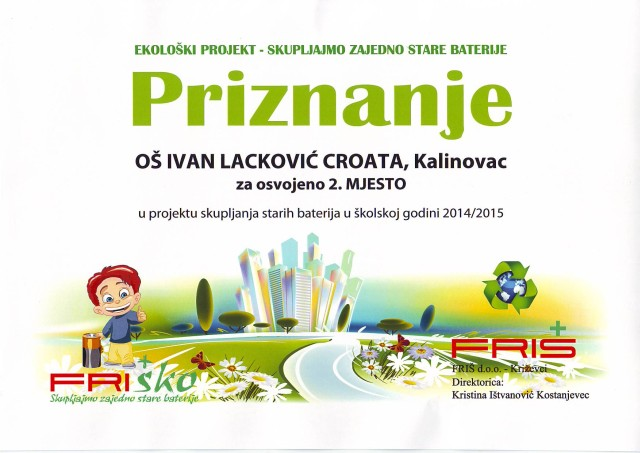 EKOLOŠKI PROJEKT - SKUPLJAJMO ZAJEDNO STARE BATERIJE
Priznanje
OŠ IVAN LACKOVIĆ CROATA, Kalinovac
za osvojeno 2. MJESTO
u projektu skupljanja starih baterija u školskoj godini 2014/2015
FRIško
Skupljajmo zajedno stare baterije
FRIS
FRIS d.o.o. - Križevci
Direktorica:
Kristina Ištvanović Kostanjevec